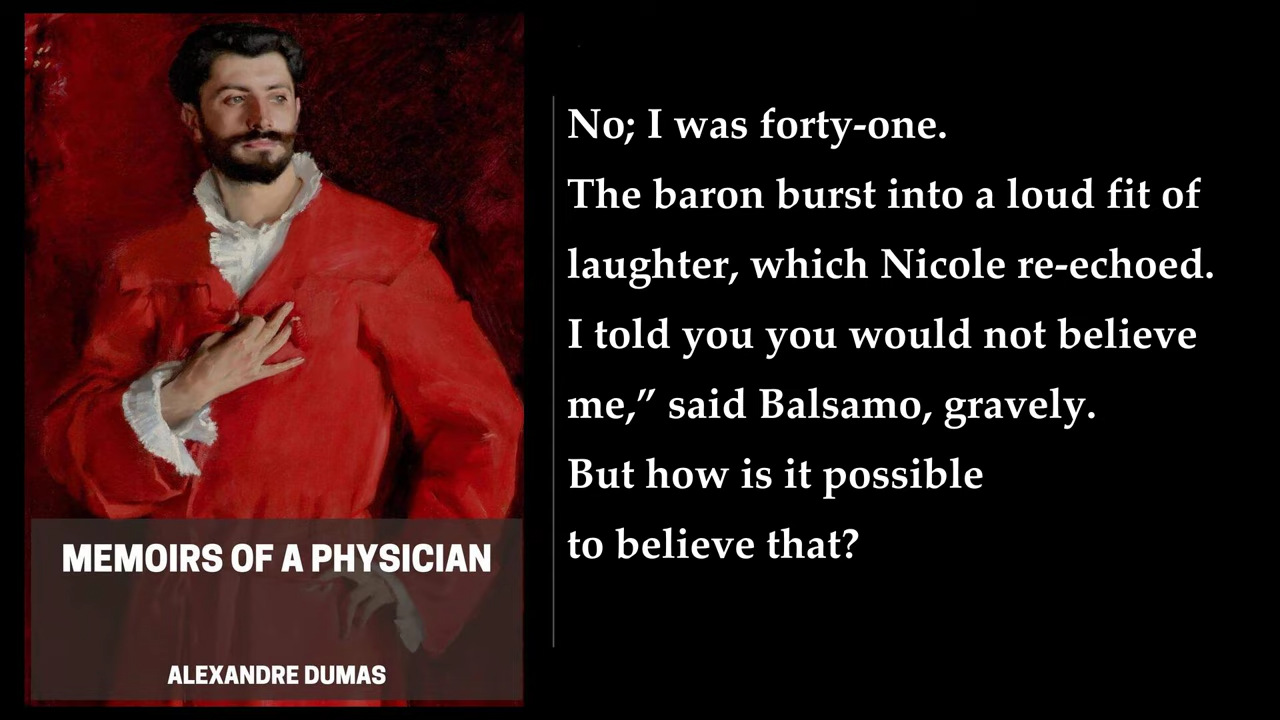 MEMOIRS OF A PHYSICIAN
ALEXANDRE DUMAS
No; I was forty-one.
The baron burst into a loud fit of
laughter, which Nicole re-echoed.
I told you you would not believe
me,” said Balsamo, gravely.
But how is it possible
to believe that?